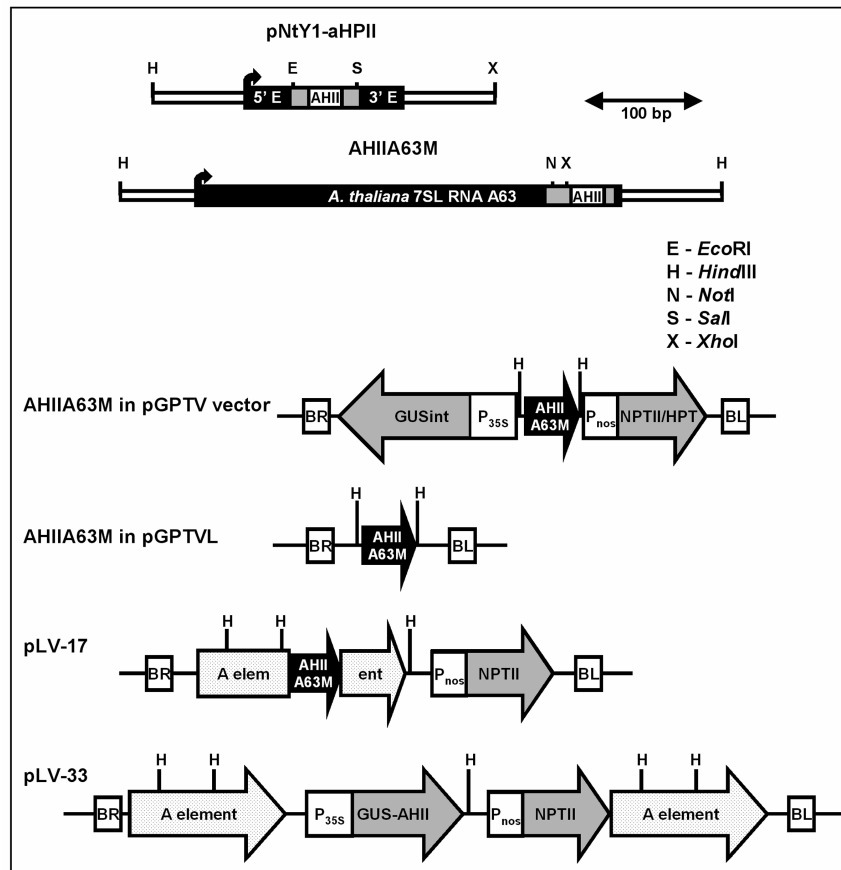 pNtY1-aHPII
H E S X
5' E AHII 3' E
100 bp
AHIIA63M
H N X H
A. thaliana 7SL RNA A63 AHII
E - EcoRI
H - HindIII
N - NotI
S - SalI
X - XhoI
H H
AHIIA63M in pGPTV vector BR GUSint P35S AHII A63M Pnos NPTII/HPT BL
H H
AHIIA63M in pGPTVL BR AHII A63M BL
pLV-17
H H H
BR A elem AHII A63M ent Pnos NPTII BL
pLV-33
H H H H H
BR A element P35S GUS-AHII Pnos NPTII A element BL